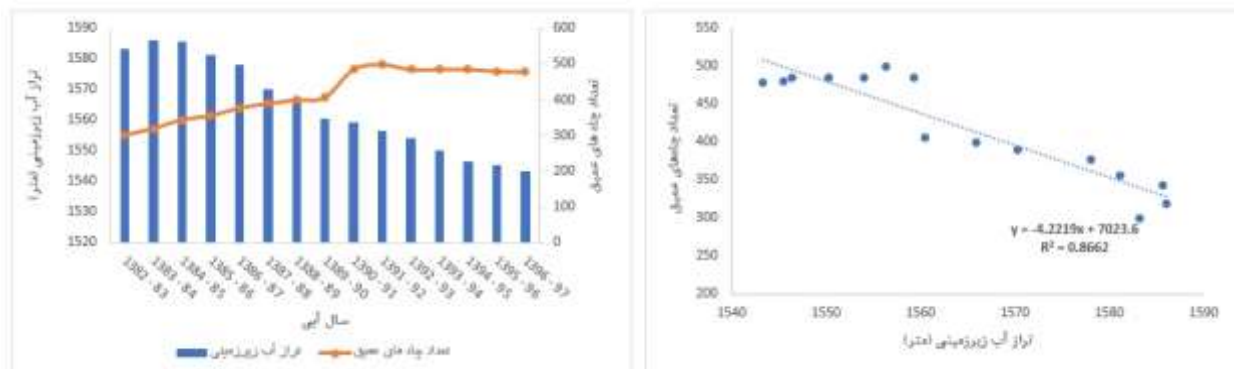 1590
1580
1570
1560
1550
1540
1530
1520
تراز آب زیرزمینی (متر)
600
500
400
300
200
100
0
تعداد چاه های عمیق
1382 - 83
1383 - 84
1384 - 85
1385 - 86
1386 - 87
1387 - 88
1388 - 89
1389 - 90
1390 - 91
1391 - 92
1392 - 93
1393 - 94
1394 - 95
1395 - 96
1396 - 97
سال آبی
تراز آب زیرزمینی
تعداد چاه های عمیق
500
450
400
350
300
250
200
تعداد چاههای عمیق
y = -4.2219x + 7023.6
R² = 0.8662
1540
1550
1560
1570
1580
1590
تراز آب زیرزمینی (متر)